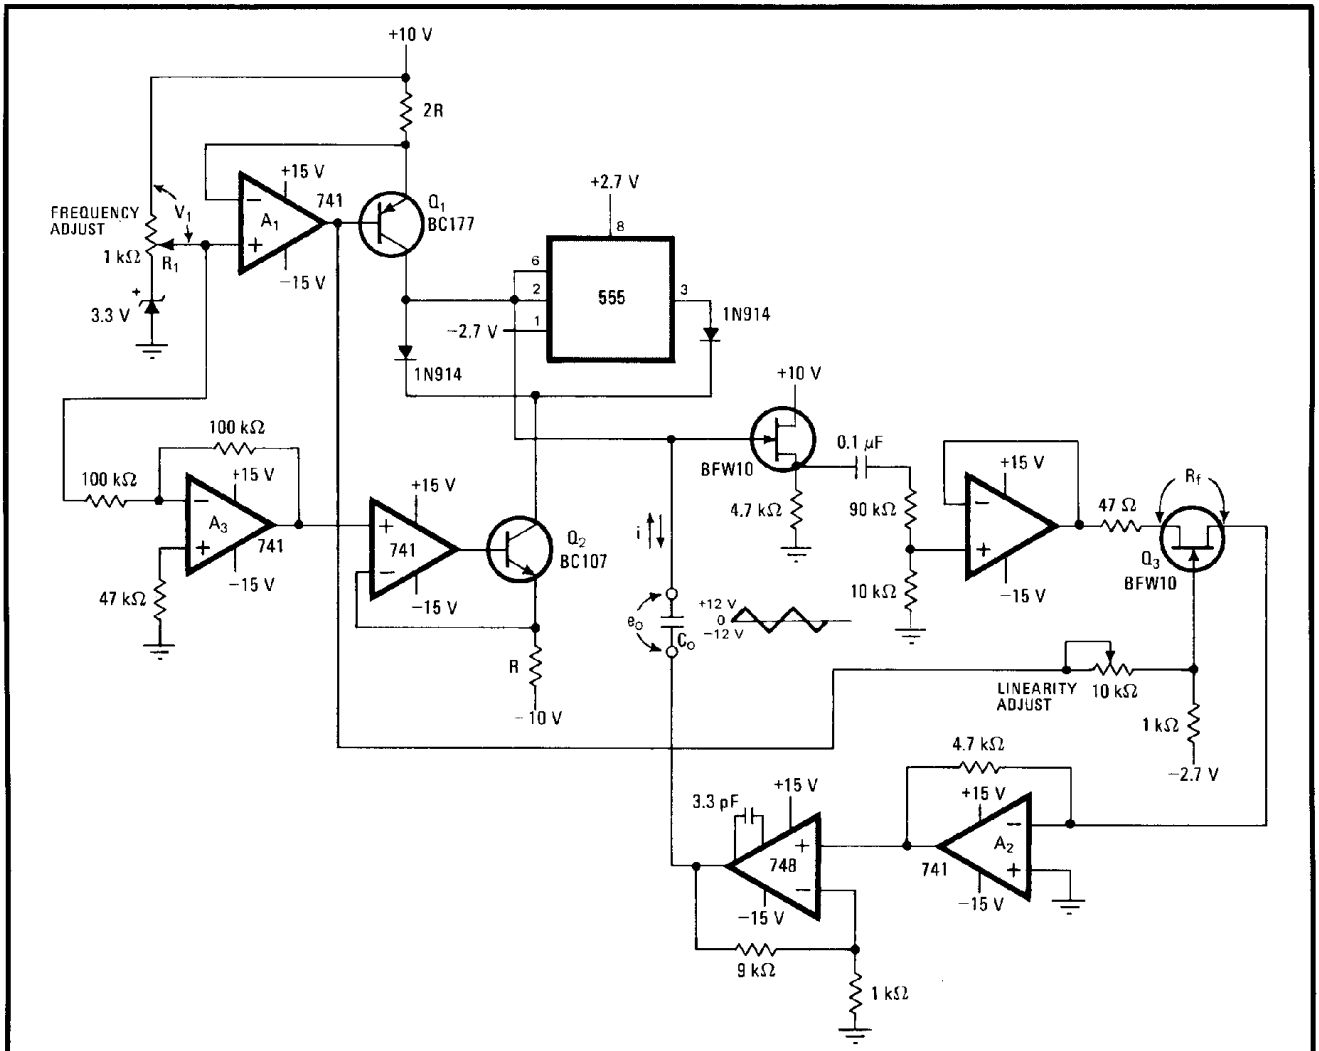 +10 V
2R
+15 V
741
Q1
BC177
FREQUENCY
ADJUST
V1
A1
−
+
1 kΩ
R1
−15 V
+
3.3 V
+2.7 V
8
6
2
555
3
−2.7 V
1
1N914
1N914
100 kΩ
100 kΩ
+15 V
−
A3
+
741
−15 V
47 kΩ
+15 V
+
741
−
−15 V
Q2
BC107
R
−10 V
+10 V
BFW10
0.1 µF
4.7 kΩ
90 kΩ
10 kΩ
+15 V
−
+
−15 V
47 Ω
Rf
Q3
BFW10
i
eo
Co
+12 V
0
−12 V
LINEARITY
ADJUST
10 kΩ
1 kΩ
−2.7 V
4.7 kΩ
+15 V
−
A2
+
741
−15 V
3.3 pF
+15 V
+
748
−
−15 V
9 kΩ
1 kΩ